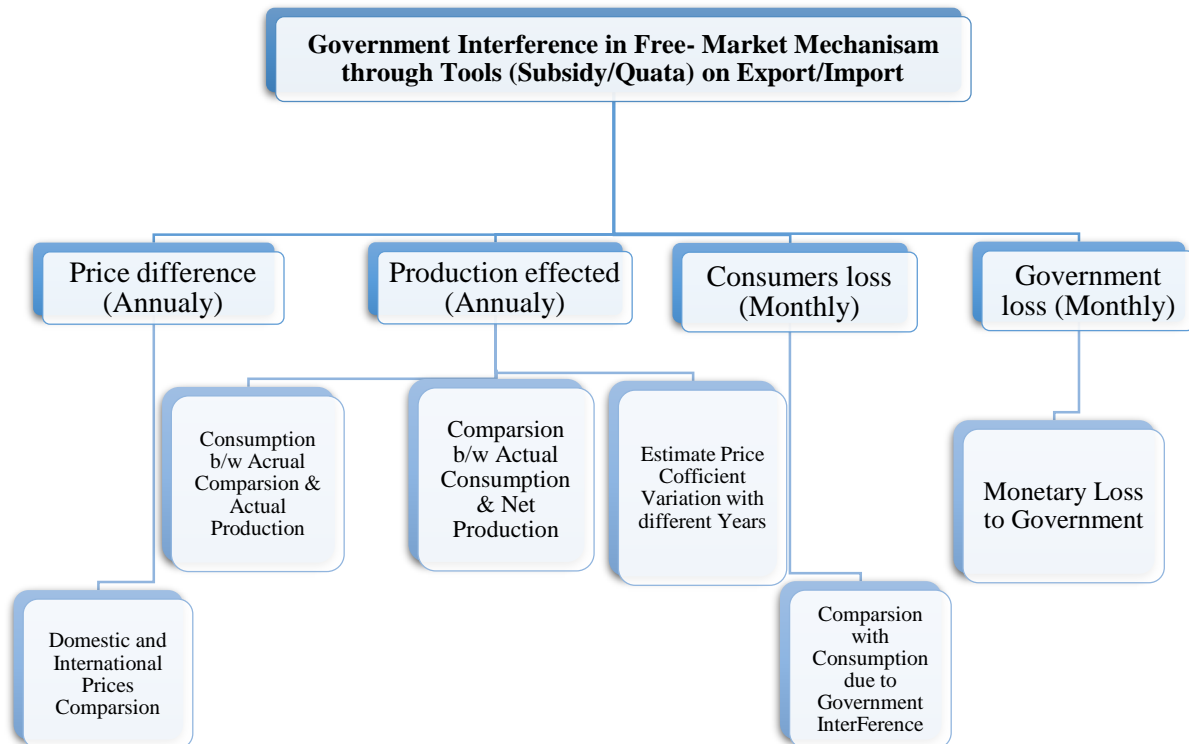 Government Interference in Free- Market Mechanisam
through Tools (Subsidy/Quata) on Export/Import
Price difference
(Annualy)
Production effected
(Annualy)
Consumers loss
(Monthly)
Government
loss (Monthly)
Consumption
b/w Acrual
Comparsion &
Actual
Production
Comparsion
b/w Actual
Consumption
& Net
Production
Estimate Price
Cofficient
Variation with
different Years
Monetary Loss
to Government
Domestic and
International
Prices
Comparsion
Comparsion
with
Consumption
due to
Government
InterFerence